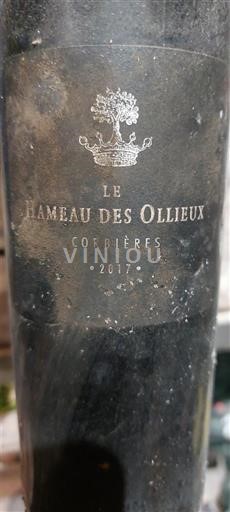 LE
HAMEAU DES OLLIEUX
CORBIÈRES
VINIOU
• 2017 •